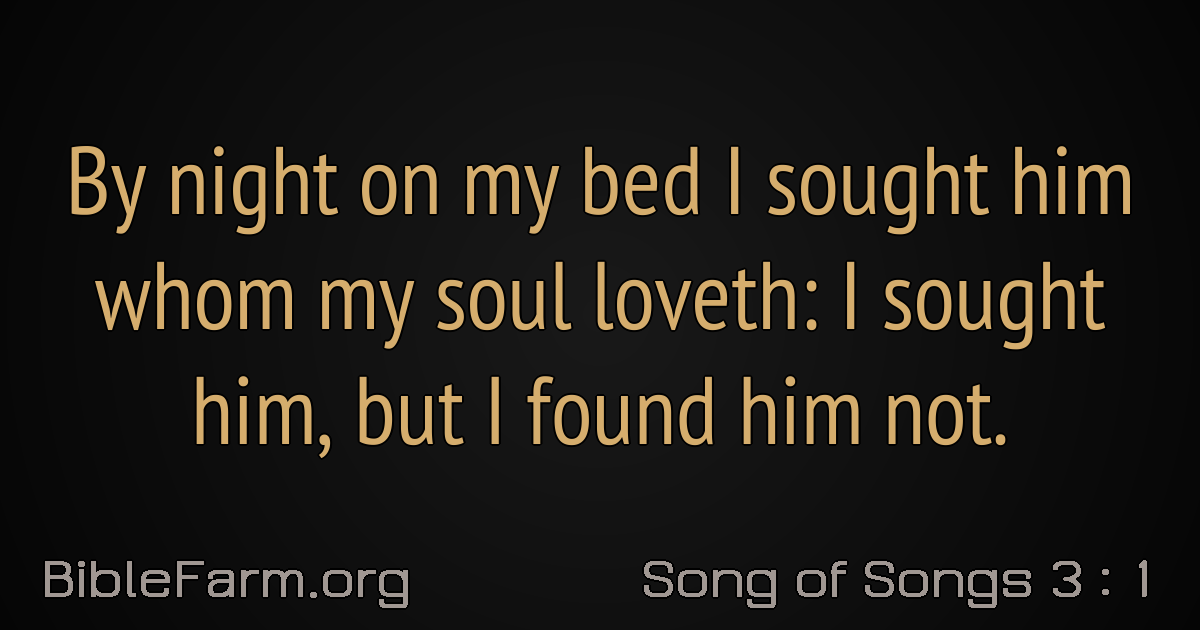 By night on my bed I sought him
whom my soul loveth: I sought
him, but I found him not.
BibleFarm.org
Song of Songs 3 : 1